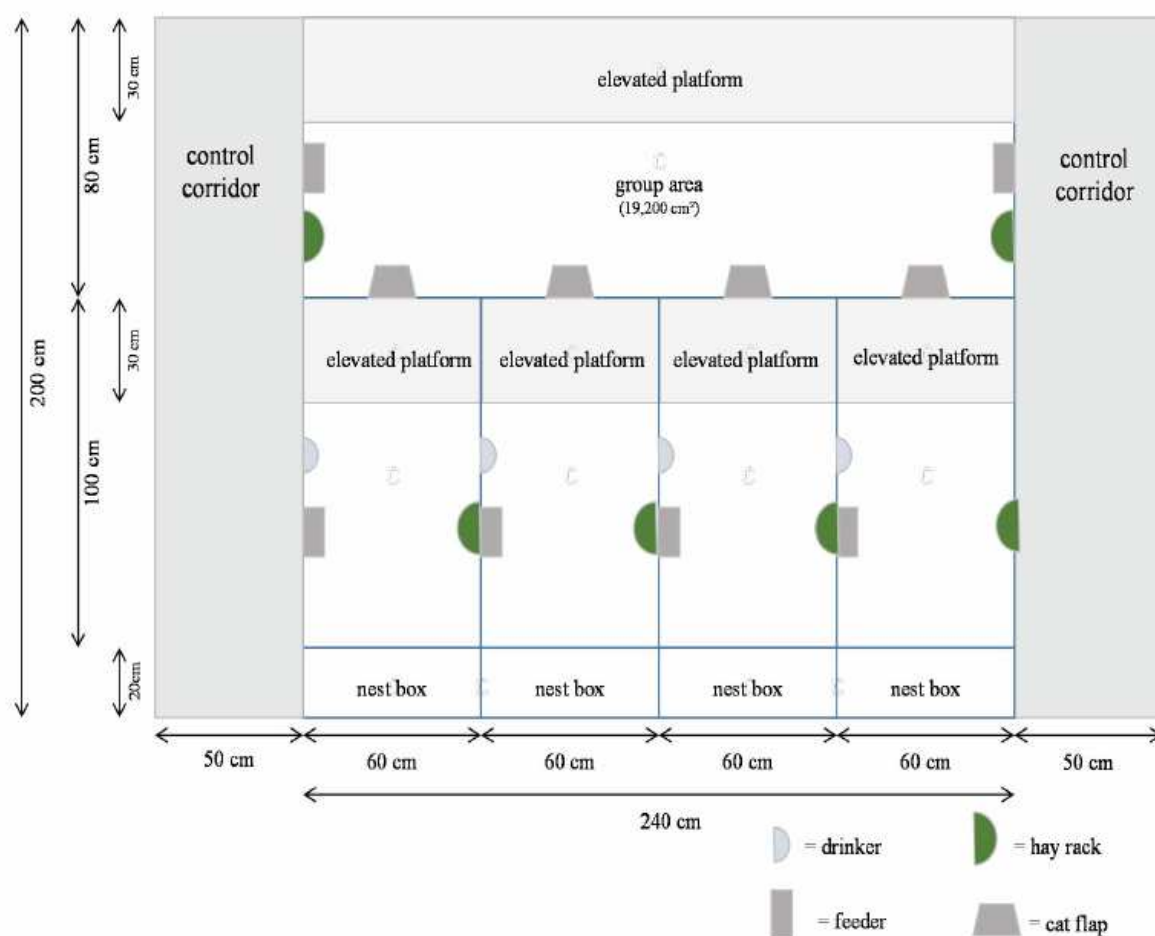 elevated platform
30 cm
control
corridor
80 cm
group area
(19,200 cm²)
control
corridor
200 cm
30 cm
elevated platform
elevated platform
elevated platform
elevated platform
100 cm
20cm
nest box
nest box
nest box
nest box
50 cm
60 cm
60 cm
60 cm
60 cm
50 cm
240 cm
= drinker
= hay rack
= feeder
= cat flap